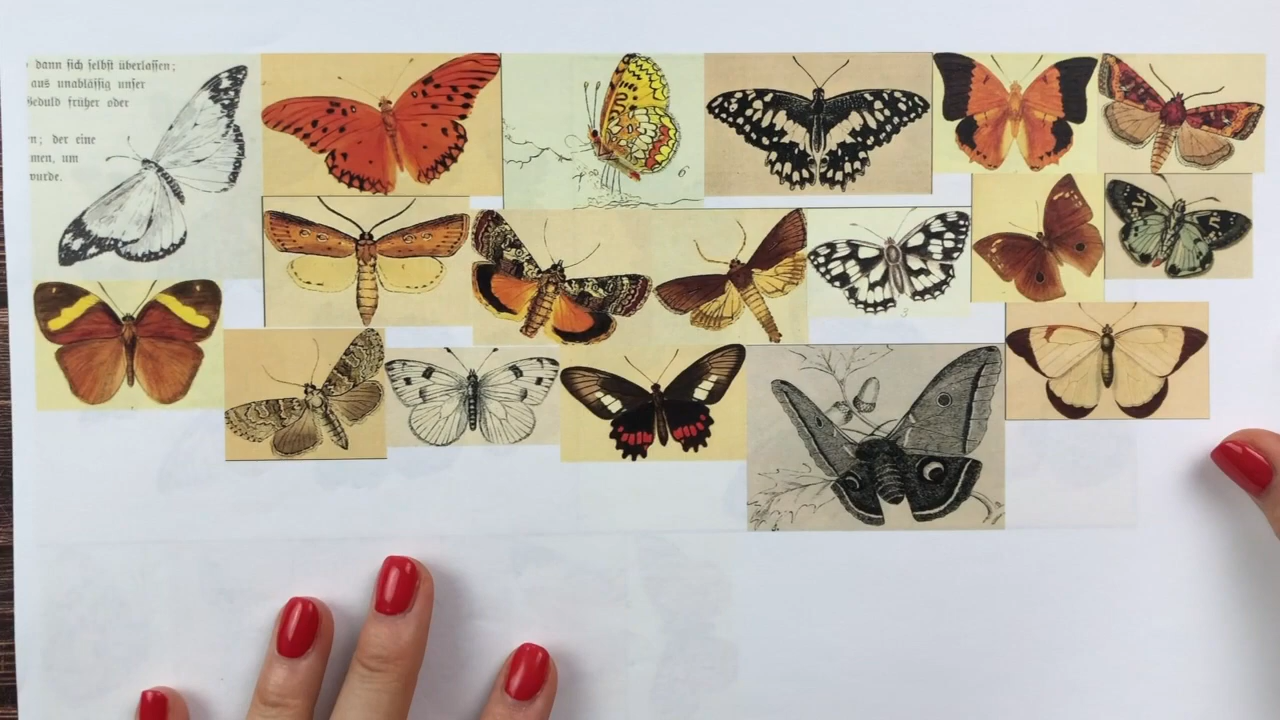 dann sich selbst überlassen;
aus unablässig unser
Geduld früher oder
n; der eine
men, um
wurde.
6
3